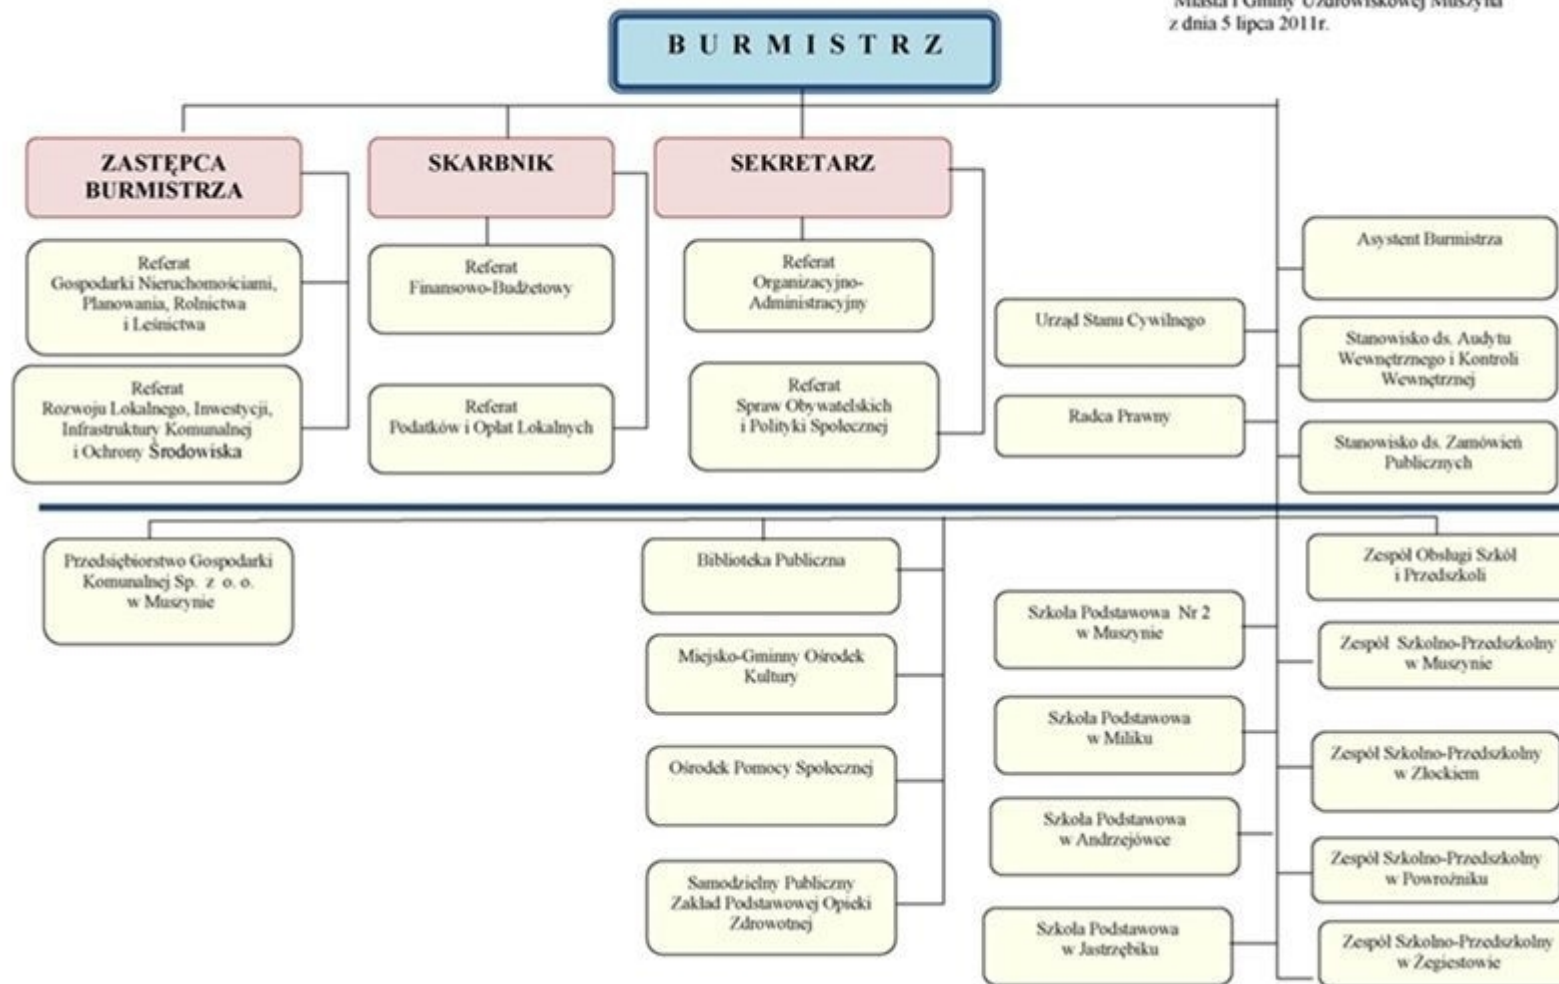 Miasta i Gminy Uzdrowiskowej Muszyna
z dnia 5 lipca 2011r.
B U R M I S T R Z
ZASTĘPCA
BURMISTRZA
SKARBNIK
SEKRETARZ
Referat
Gospodarki Nieruchomościami,
Planowania, Rolnictwa
i Leśnictwa
Referat
Finansowo-Budżetowy
Referat
Organizacyjno-
Administracyjny
Asystent Burmistrza
Urząd Stanu Cywilnego
Stanowisko ds. Audytu
Wewnętrznego i Kontroli
Wewnętrznej
Referat
Rozwoju Lokalnego, Inwestycji,
Infrastruktury Komunalnej
i Ochrony Środowiska
Referat
Podatków i Opłat Lokalnych
Referat
Spraw Obywatelskich
i Polityki Społecznej
Radca Prawny
Stanowisko ds. Zamówień
Publicznych
Przedsiębiorstwo Gospodarki
Komunalnej Sp. z o. o.
w Muszynie
Biblioteka Publiczna
Zespół Obsługi Szkół
i Przedszkoli
Szkoła Podstawowa Nr 2
w Muszynie
Zespół Szkolno-Przedszkolny
w Muszynie
Miejsko-Gminny Ośrodek
Kultury
Szkoła Podstawowa
w Miliku
Zespół Szkolno-Przedszkolny
w Złockiem
Ośrodek Pomocy Społecznej
Szkoła Podstawowa
w Andrzejówce
Zespół Szkolno-Przedszkolny
w Powroźniku
Samodzielny Publiczny
Zakład Podstawowej Opieki
Zdrowotnej
Szkoła Podstawowa
w Jastrzębiku
Zespół Szkolno-Przedszkolny
w Żegiestowie